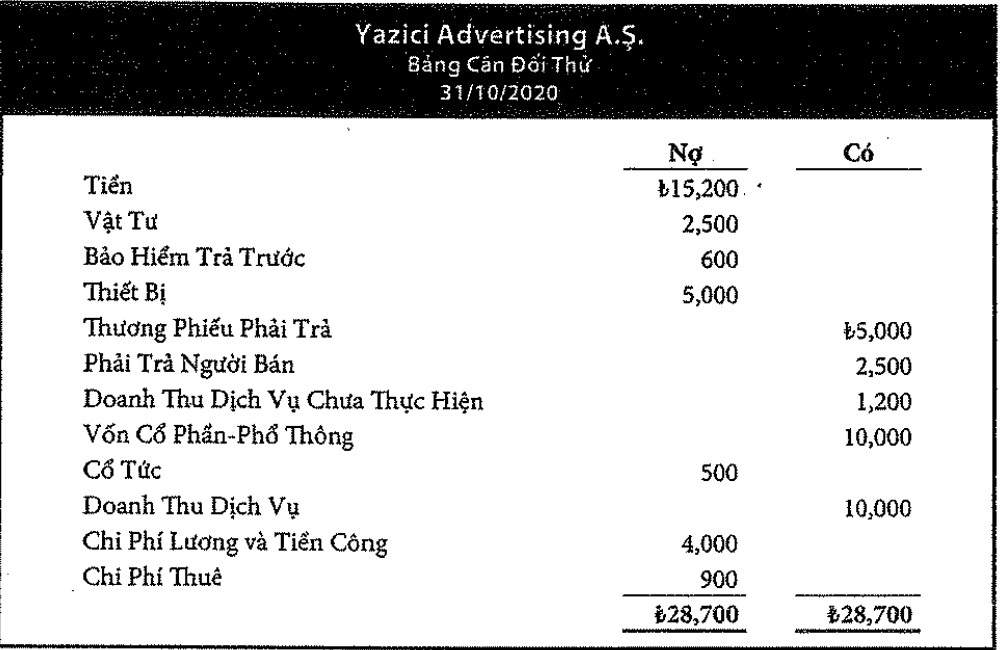 Yazici Advertising A.Ş.
Bảng Cân Đối Thử
31/10/2020
Nợ Có
Tiền ₺15,200
Vật Tư 2,500
Bảo Hiểm Trả Trước 600
Thiết Bị 5,000
Thương Phiếu Phải Trả ₺5,000
Phải Trả Người Bán 2,500
Doanh Thu Dịch Vụ Chưa Thực Hiện 1,200
Vốn Cổ Phần-Phổ Thông 10,000
Cổ Tức 500
Doanh Thu Dịch Vụ 10,000
Chi Phí Lương và Tiền Công 4,000
Chi Phí Thuê 900
₺28,700 ₺28,700